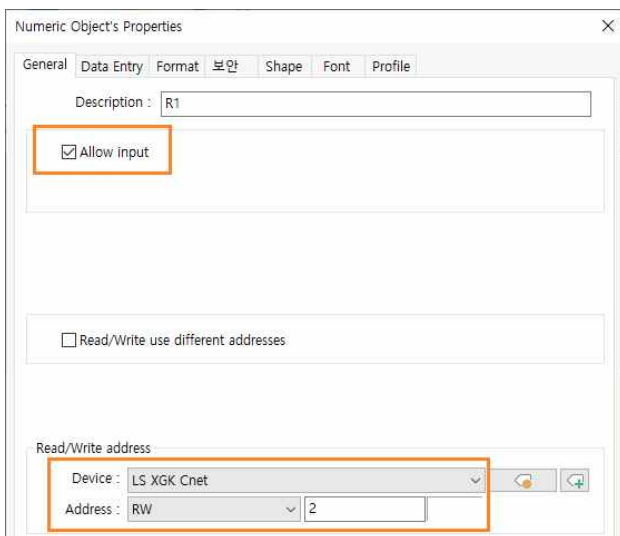 Numeric Object's Properties
General Data Entry Format 보안 Shape Font Profile
Description : R1
Allow input
Read/Write use different addresses
Read/Write address
Device : LS XGK Cnet
Address : RW 2